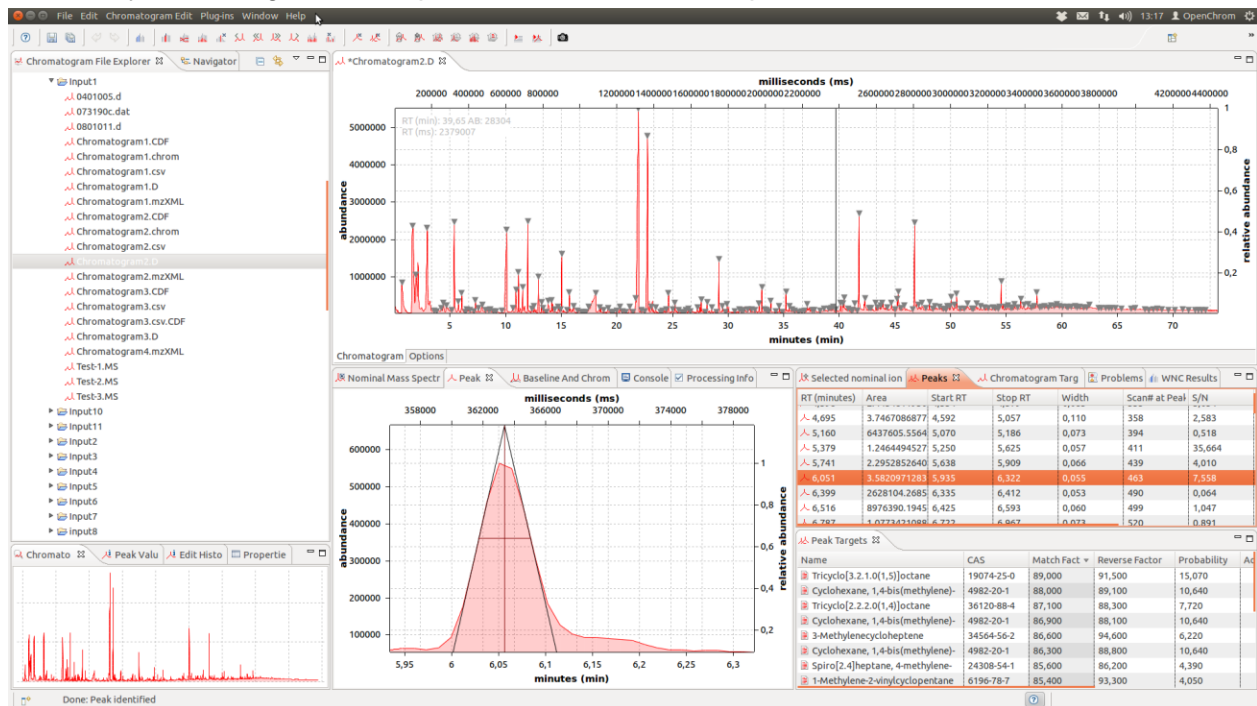 File Edit Chromatogram Edit Plug-ins Window Help
13:17 OpenChrom
Chromatogram File Explorer
Navigator
Input1
0401005.d
073190c.dat
0801011.d
Chromatogram1.CDF
Chromatogram1.chrom
Chromatogram1.csv
Chromatogram1.D
Chromatogram1.mzXML
Chromatogram2.CDF
Chromatogram2.chrom
Chromatogram2.csv
Chromatogram2.D
Chromatogram2.mzXML
Chromatogram3.CDF
Chromatogram3.csv
Chromatogram3.csv.CDF
Chromatogram3.D
Chromatogram4.mzXML
Test-1.MS
Test-2.MS
Test-3.MS
Input10
Input11
Input2
Input3
Input4
Input5
Input6
Input7
Input8
*Chromatogram2.D
milliseconds (ms)
200000 400000 600000 800000 1200000 1400000 1600000 1800000 2000000 2200000 2600000 2800000 3000000 3200000 3400000 3600000 3800000 4200000 4400000
RT (min): 39,65 AB: 28304
RT (ms): 2379007
abundance
5000000
4000000
3000000
2000000
1000000
1
0,8
0,6
0,4
0,2
relative abundance
5 10 15 20 25 30 35 40 45 50 55 60 65 70
minutes (min)
Chromatogram Options
Nominal Mass Spectr
Peak
Baseline And Chrom
Console
Processing Info
milliseconds (ms)
358000 362000 366000 370000 374000 378000
abundance
600000
500000
400000
300000
200000
100000
1
0,8
0,6
0,4
0,2
relative abundance
5,95 6 6,05 6,1 6,15 6,2 6,25 6,3
minutes (min)
Selected nominal ion
Peaks
Chromatogram Targ
Problems
WNC Results
RT (minutes) Area Start RT Stop RT Width Scan# at Peak S/N
4,695 3.7467086877 4,592 5,057 0,110 358 2,583
5,160 6437605.5564 5,070 5,186 0,073 394 0,518
5,379 1.2464494527 5,250 5,625 0,057 411 35,664
5,741 2.2952852640 5,638 5,909 0,066 439 4,010
6,051 3.5820971283 5,935 6,322 0,055 463 7,558
6,399 2628104.2685 6,335 6,412 0,053 490 0,064
6,516 8976390.1945 6,425 6,593 0,060 499 1,047
6,787 1.0773421088 6,722 6,967 0,073 520 0,891
Peak Targets
Name CAS Match Fact Reverse Factor Probability Ad
Tricyclo[3.2.1.0(1,5)]octane 19074-25-0 89,000 91,500 15,070
Cyclohexane, 1,4-bis(methylene)- 4982-20-1 88,000 89,100 10,640
Tricyclo[2.2.2.0(1,4)]octane 36120-88-4 87,100 88,300 7,720
Cyclohexane, 1,4-bis(methylene)- 4982-20-1 86,900 88,100 10,640
3-Methylenecycloheptene 34564-56-2 86,600 94,600 6,220
Cyclohexane, 1,4-bis(methylene)- 4982-20-1 86,300 88,800 10,640
Spiro[2.4]heptane, 4-methylene- 24308-54-1 85,600 86,200 4,390
1-Methylene-2-vinylcyclopentane 6196-78-7 85,400 93,300 4,050
Chromato
Peak Valu
Edit Histo
Propertie
Done: Peak identified